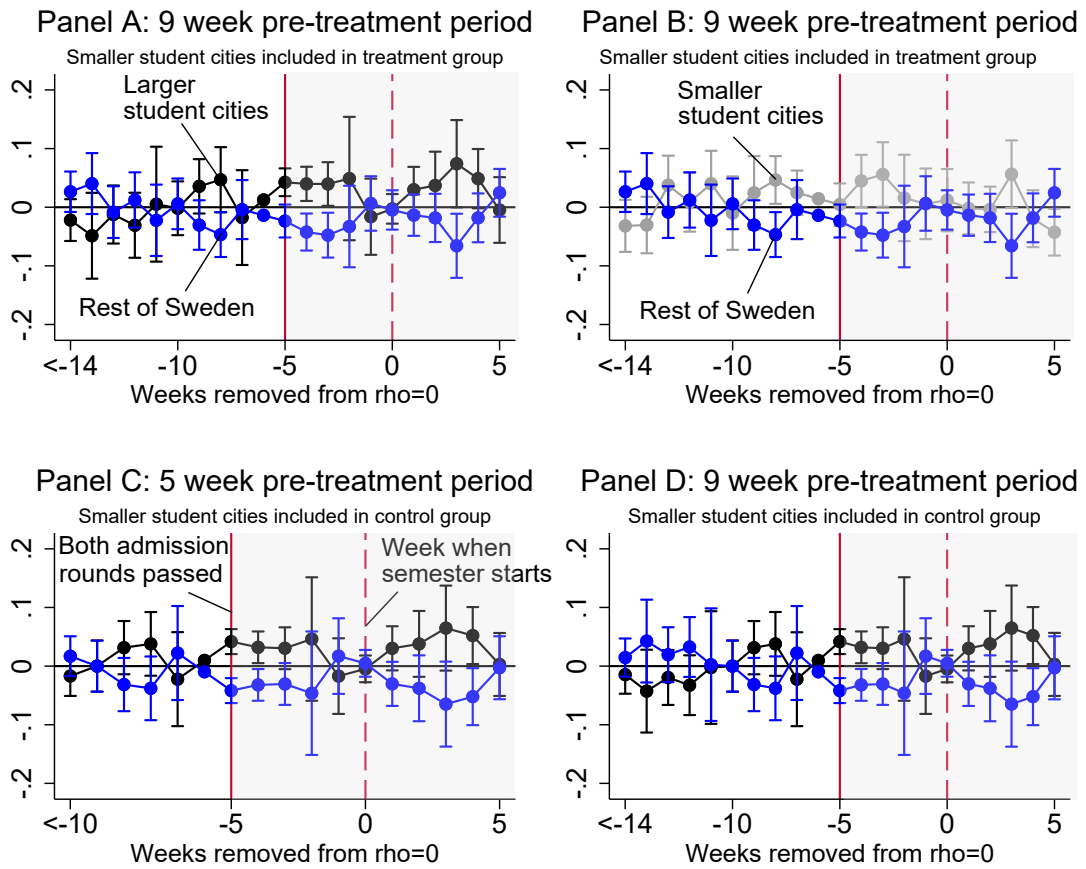 Panel A: 9 week pre-treatment period
Smaller student cities included in treatment group
Larger
student cities
Rest of Sweden
.2
.1
0
-.1
-.2
<-14
-10
-5
0
5
Weeks removed from rho=0
Panel B: 9 week pre-treatment period
Smaller student cities included in treatment group
Smaller
student cities
Rest of Sweden
.2
.1
0
-.1
-.2
<-14
-10
-5
0
5
Weeks removed from rho=0
Panel C: 5 week pre-treatment period
Smaller student cities included in control group
Both admission
rounds passed
Week when
semester starts
.2
.1
0
-.1
-.2
<-10
-5
0
5
Weeks removed from rho=0
Panel D: 9 week pre-treatment period
Smaller student cities included in control group
.2
.1
0
-.1
-.2
<-14
-10
-5
0
5
Weeks removed from rho=0